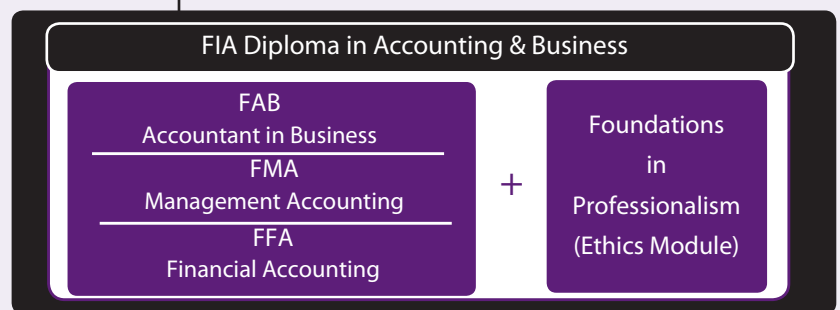 FIA Diploma in Accounting & Business
FAB
Accountant in Business
FMA
Management Accounting
FFA
Financial Accounting
+
Foundations
in
Professionalism
(Ethics Module)